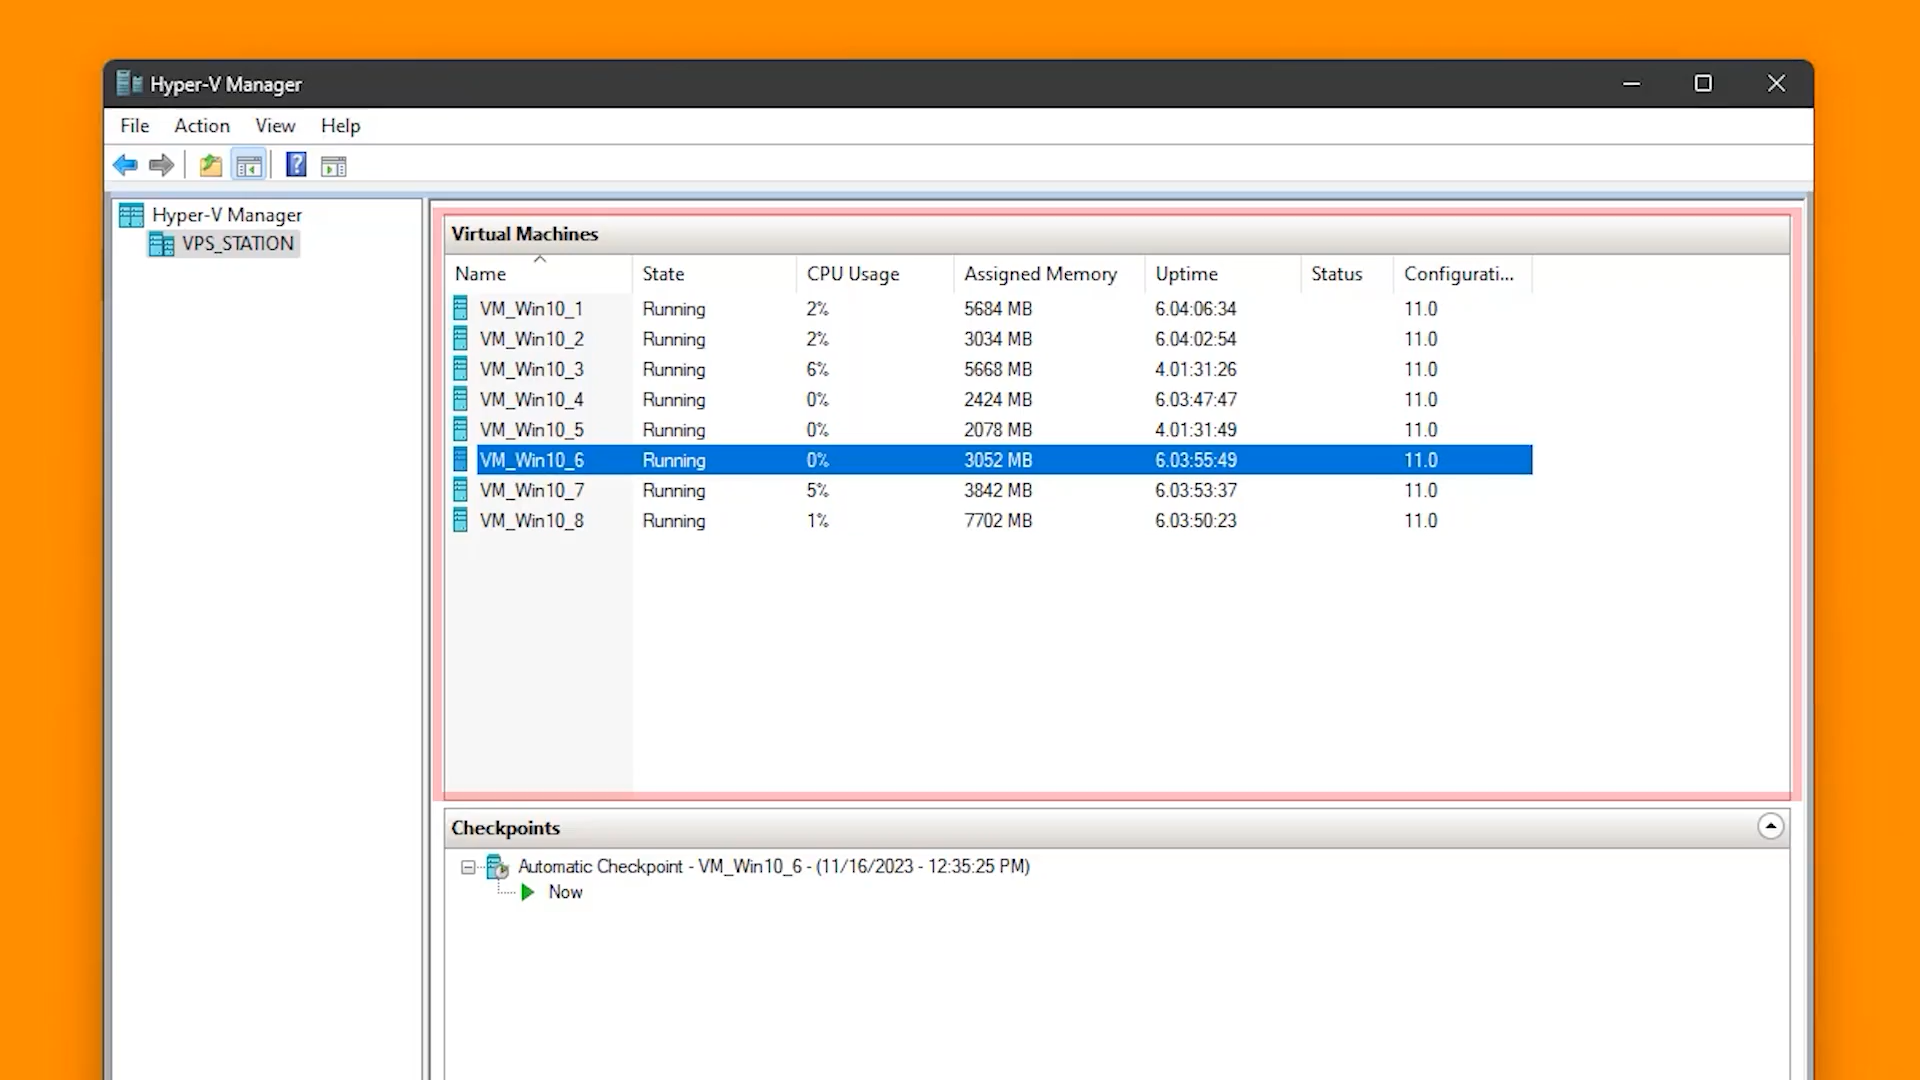 Hyper-V Manager
File Action View Help
Hyper-V Manager
VPS_STATION
Virtual Machines
Name State CPU Usage Assigned Memory Uptime Status Configurati...
VM_Win10_1 Running 2% 5684 MB 6.04:06:34 11.0
VM_Win10_2 Running 2% 3034 MB 6.04:02:54 11.0
VM_Win10_3 Running 6% 5668 MB 4.01:31:26 11.0
VM_Win10_4 Running 0% 2424 MB 6.03:47:47 11.0
VM_Win10_5 Running 0% 2078 MB 4.01:31:49 11.0
VM_Win10_6 Running 0% 3052 MB 6.03:55:49 11.0
VM_Win10_7 Running 5% 3842 MB 6.03:53:37 11.0
VM_Win10_8 Running 1% 7702 MB 6.03:50:23 11.0
Checkpoints
Automatic Checkpoint - VM_Win10_6 - (11/16/2023 - 12:35:25 PM)
Now